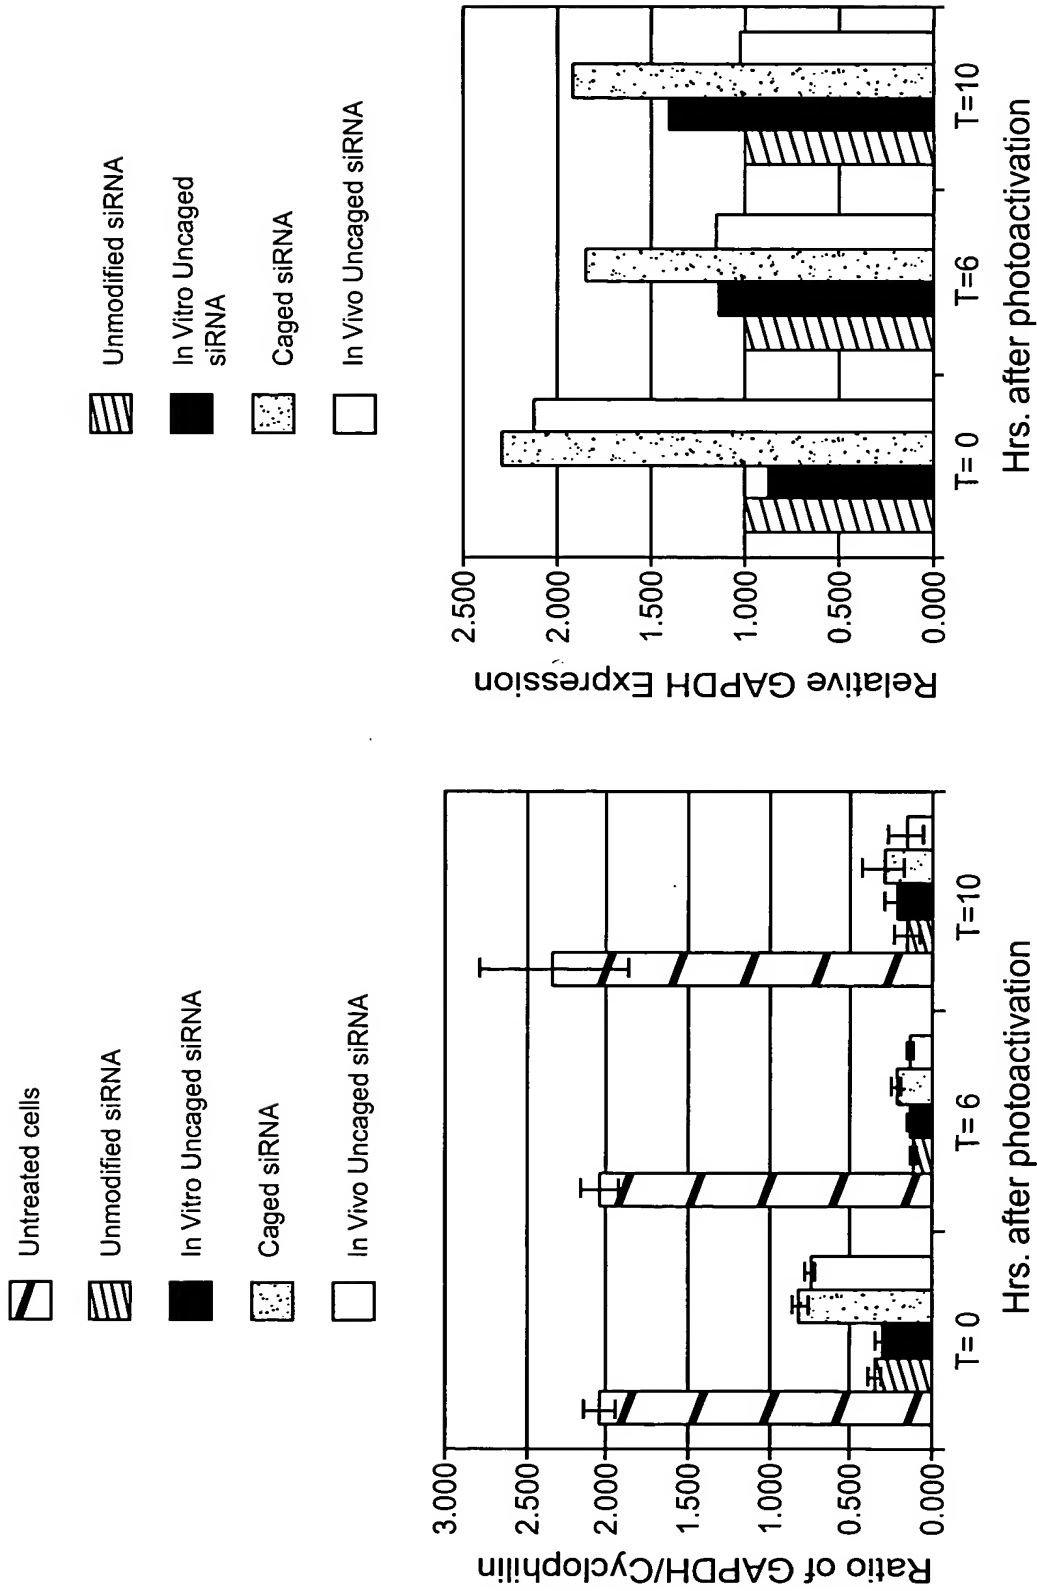 Untreated cells
Unmodified siRNA
In Vitro Uncaged siRNA
Caged siRNA
In Vivo Uncaged siRNA
Ratio of GAPDH/Cyclophilin
3.000
2.500
2.000
1.500
1.000
0.500
0.000
T= 0
T= 6
T=10
Hrs. after photoactivation
Unmodified siRNA
In Vitro Uncaged
siRNA
Caged siRNA
In Vivo Uncaged siRNA
Relative GAPDH Expression
2.500
2.000
1.500
1.000
0.500
0.000
T= 0
T=6
T=10
Hrs. after photoactivation